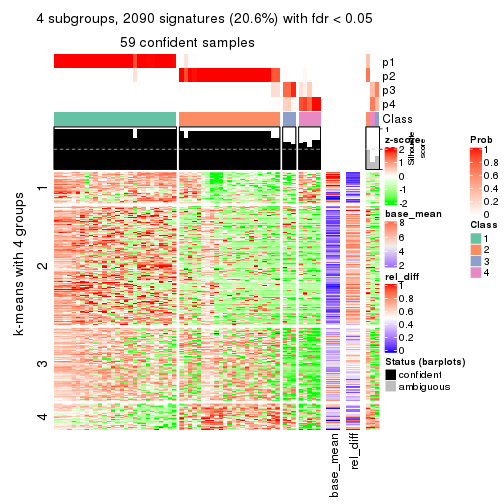 4 subgroups, 2090 signatures (20.6%) with fdr < 0.05
59 confident samples
p1
p2
p3
p4
Class
1
Silhouette
score
k-means with 4 groups
1
2
3
4
base_mean
rel_diff
z-score
2
1
0
-1
-2
base_mean
8
6
4
2
rel_diff
1
0.8
0.6
0.4
0.2
0
Status (barplots)
confident
ambiguous
Prob
1
0.8
0.6
0.4
0.2
0
Class
1
2
3
4